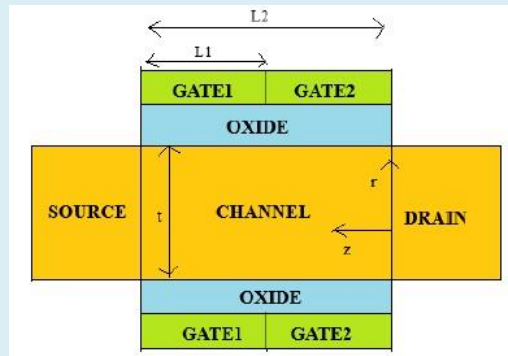 L2
L1
GATE1 GATE2
OXIDE
r
SOURCE t CHANNEL DRAIN
z
OXIDE
GATE1 GATE2